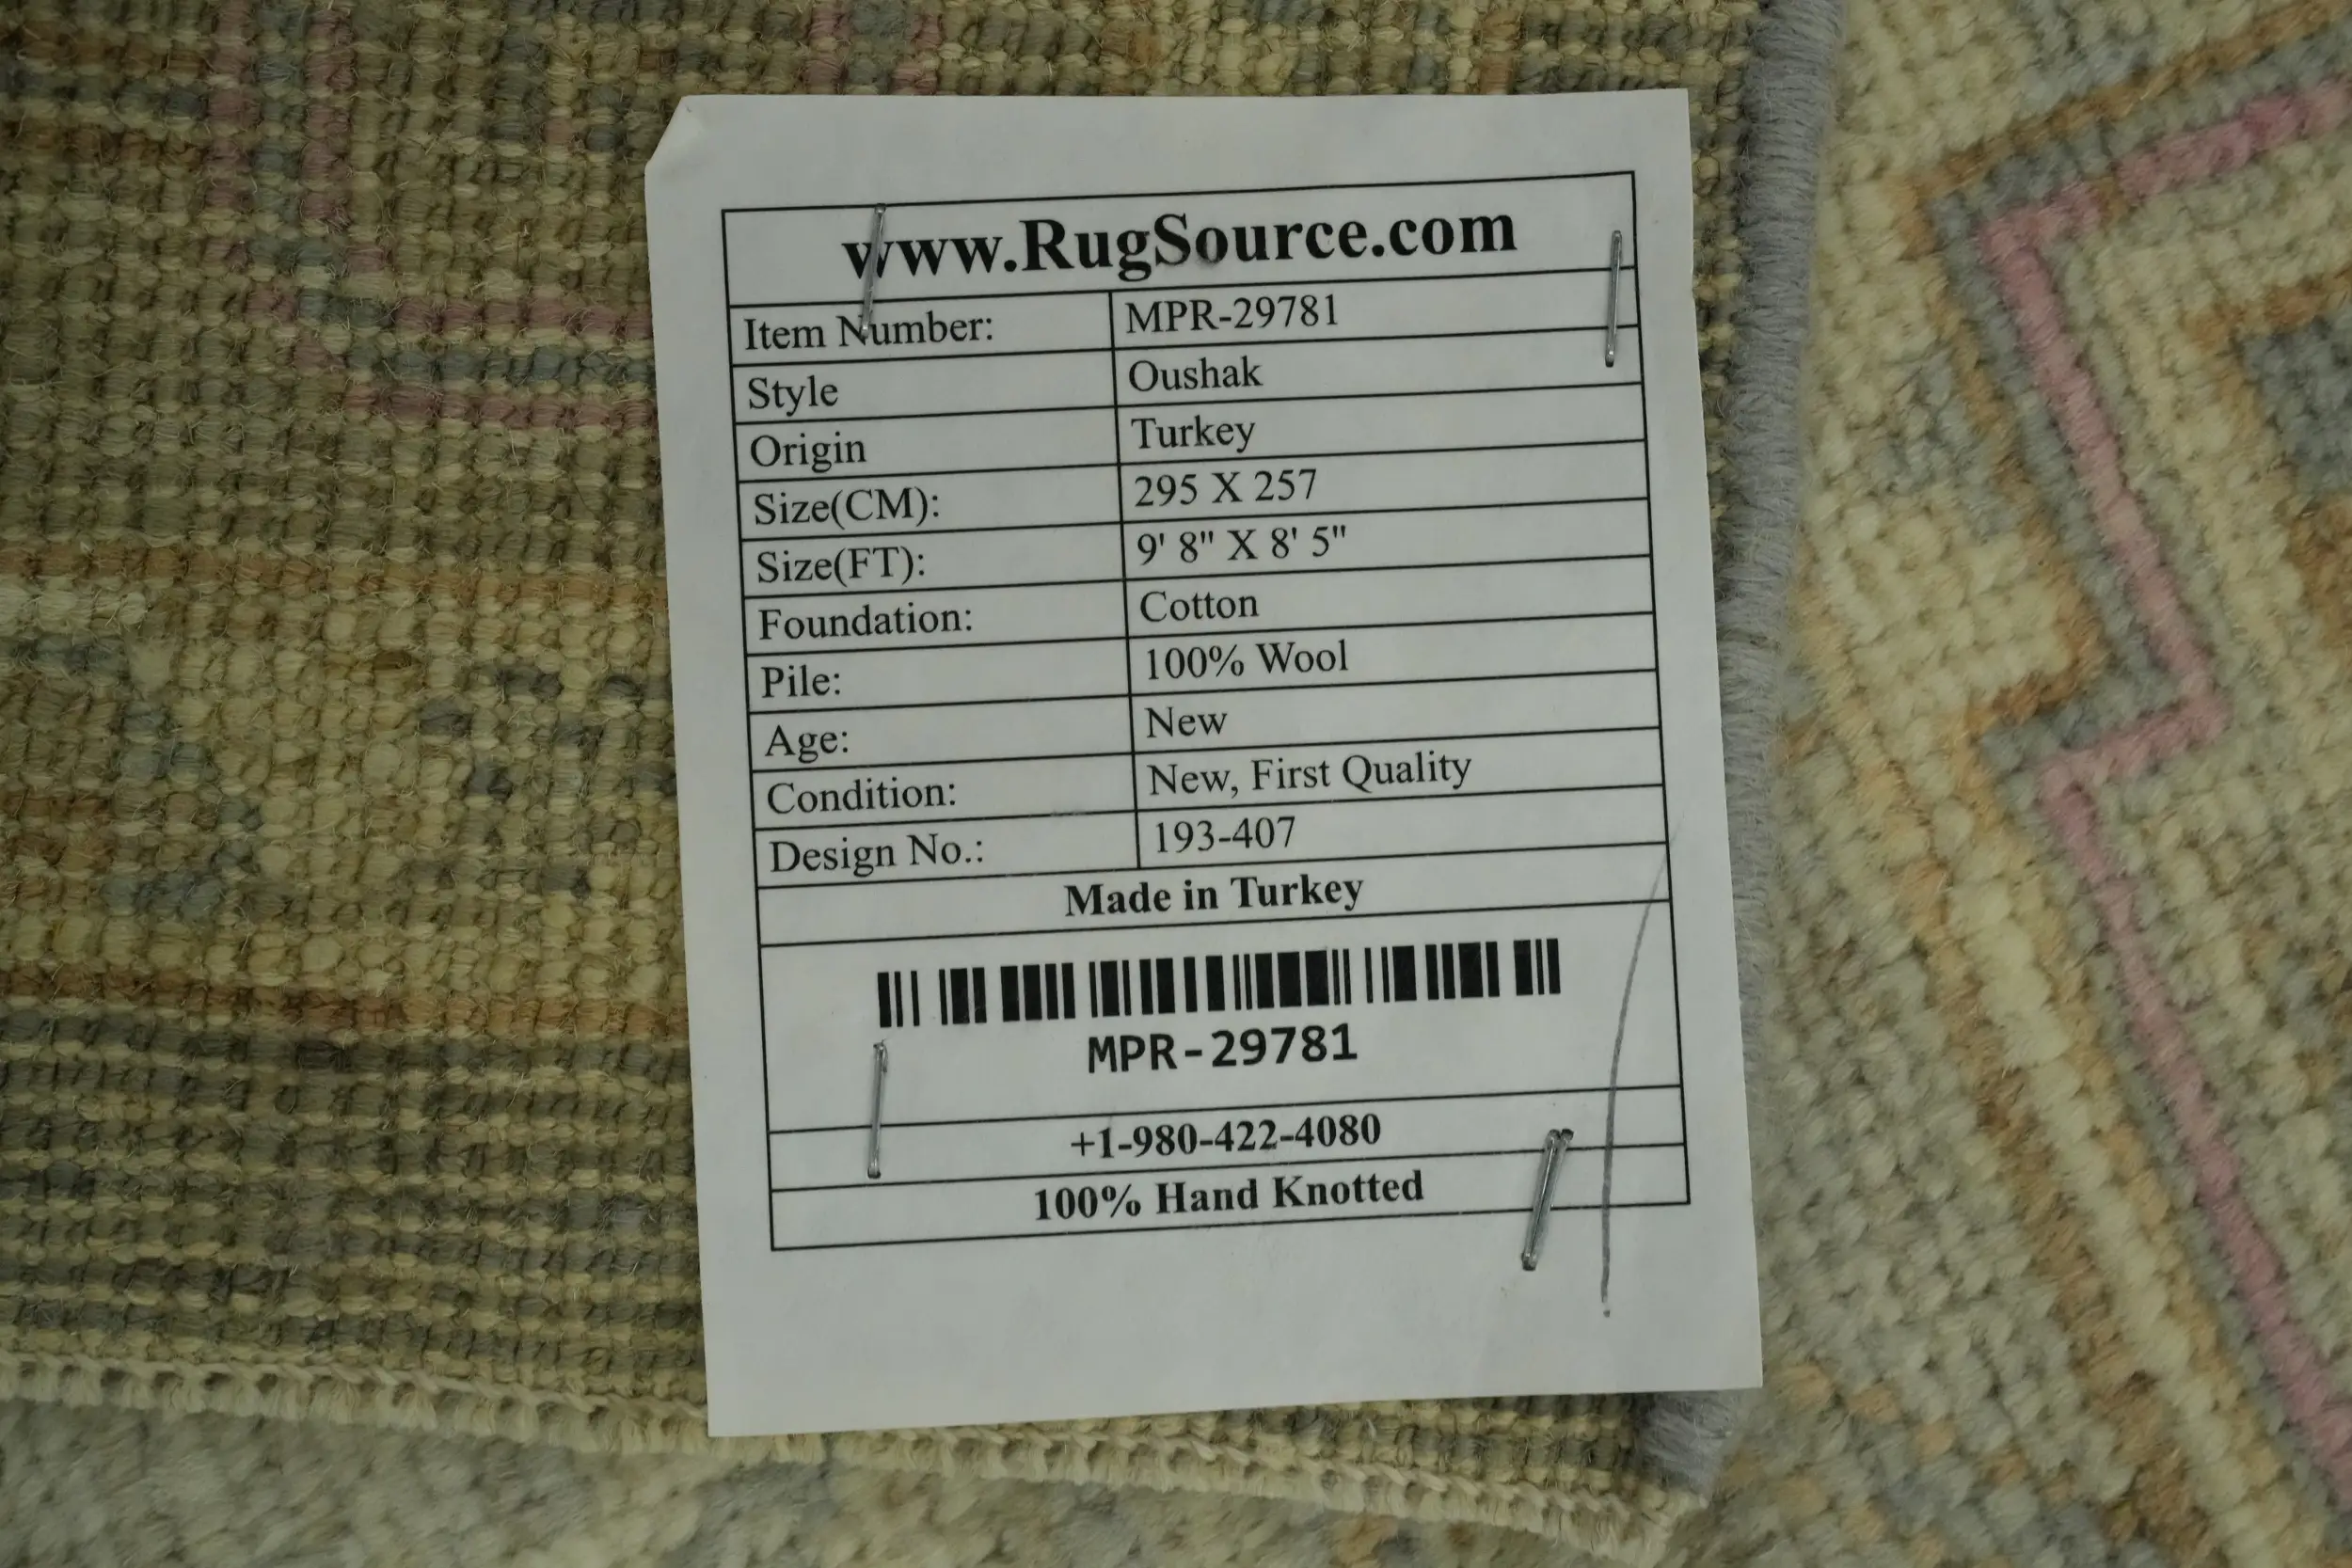 www.RugSource.com
Item Number: MPR-29781
Style Oushak
Origin Turkey
Size(CM): 295 X 257
Size(FT): 9' 8" X 8' 5"
Foundation: Cotton
Pile: 100% Wool
Age: New
Condition: New, First Quality
Design No.: 193-407
Made in Turkey
MPR-29781
+1-980-422-4080
100% Hand Knotted